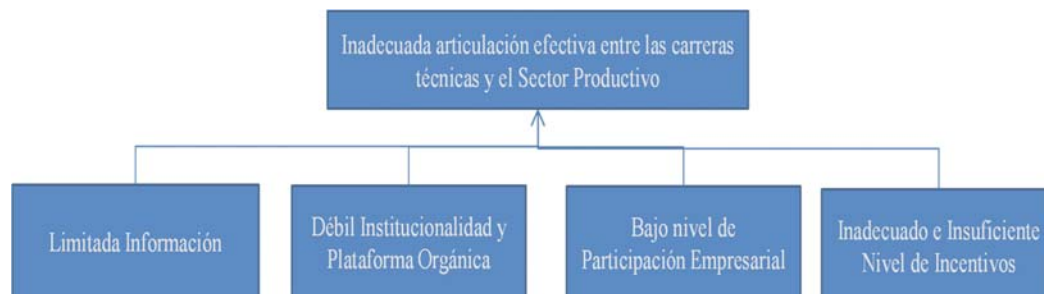 Inadecuada articulación efectiva entre las carreras
técnicas y el Sector Productivo
Limitada Información
Débil Institucionalidad y
Plataforma Orgánica
Bajo nivel de
Participación Empresarial
Inadecuado e Insuficiente
Nivel de Incentivos